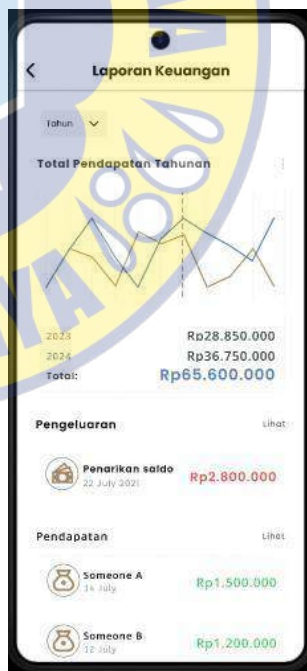 Laporan Keuangan
Tahun
Total Pendapatan Tahunan
2023 Rp28.850.000
2024 Rp36.750.000
Total: Rp65.600.000
Pengeluaran Lihat
Penarikan saldo
22 July 2021
Rp2.800.000
Pendapatan Lihat
Someone A
14 July
Rp1.500.000
Someone B
12 July
Rp1.200.000